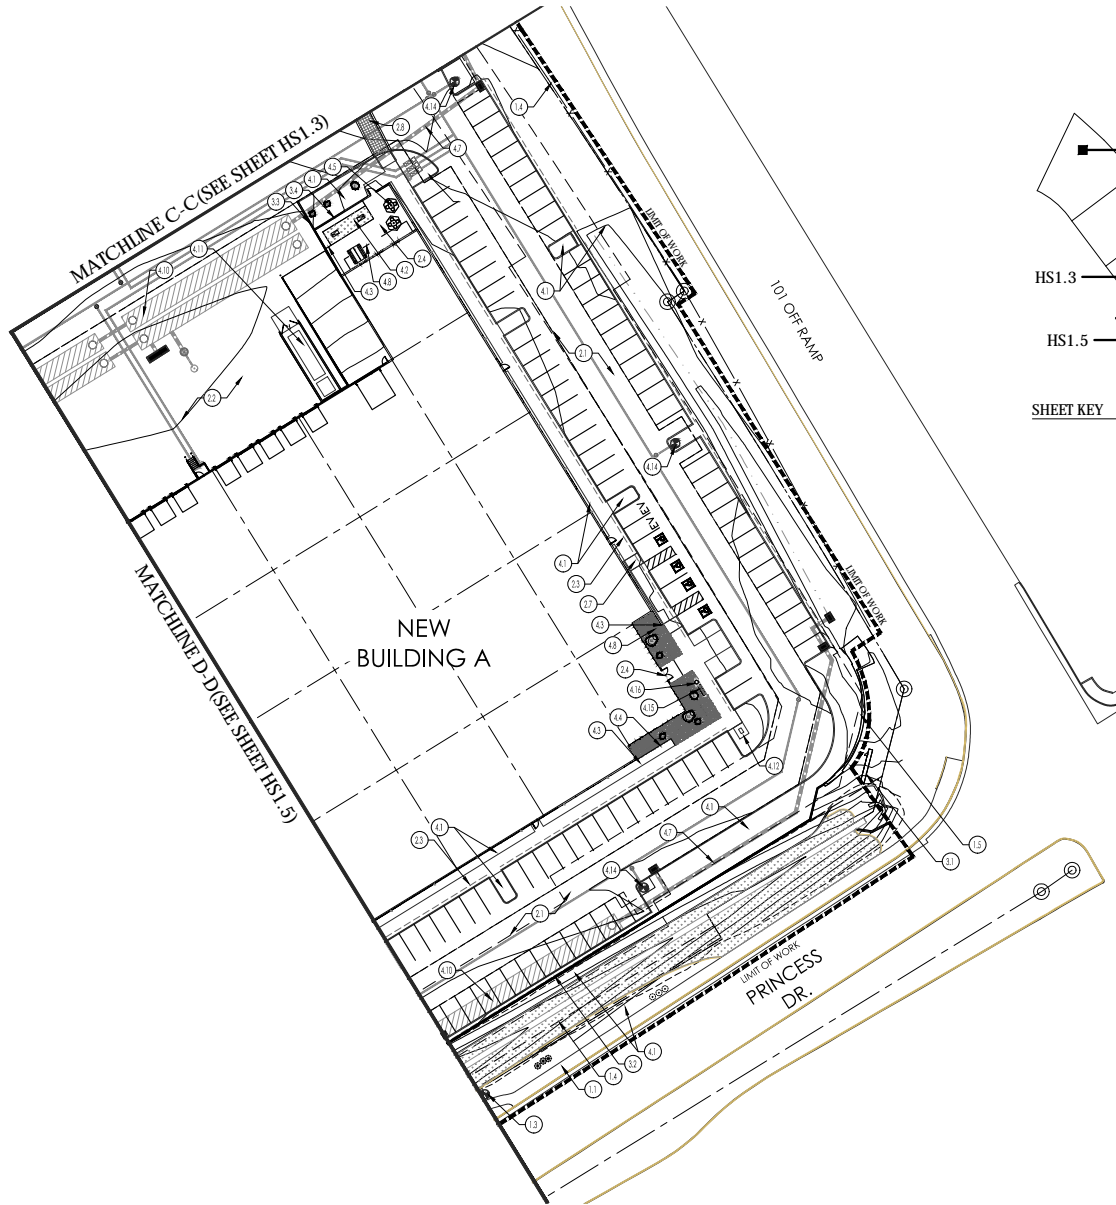 MATCHLINE C-C (SEE SHEET HS1.3)
4.14
1.4
2.8
4.7
4.5
4.1
3.4
3.3
4.11
4.10
2.4
4.2
4.8
4.3
4.1
LIMIT OF WORK
101 OFF RAMP
HS1.3
HS1.5
SHEET KEY
2.1
2.2
4.14
EV
EV
4.1
2.3
2.7
MATCHLINE D-D (SEE SHEET HS1.5)
NEW
BUILDING A
4.3
4.8
LIMIT OF WORK
2.4
4.16
4.15
4.4
4.3
4.12
4.1
2.3
4.1
4.7
4.14
1.5
3.1
2.1
4.10
LIMIT OF WORK
PRINCESS
DR.
4.1
3.2
1.4
1.1
1.3